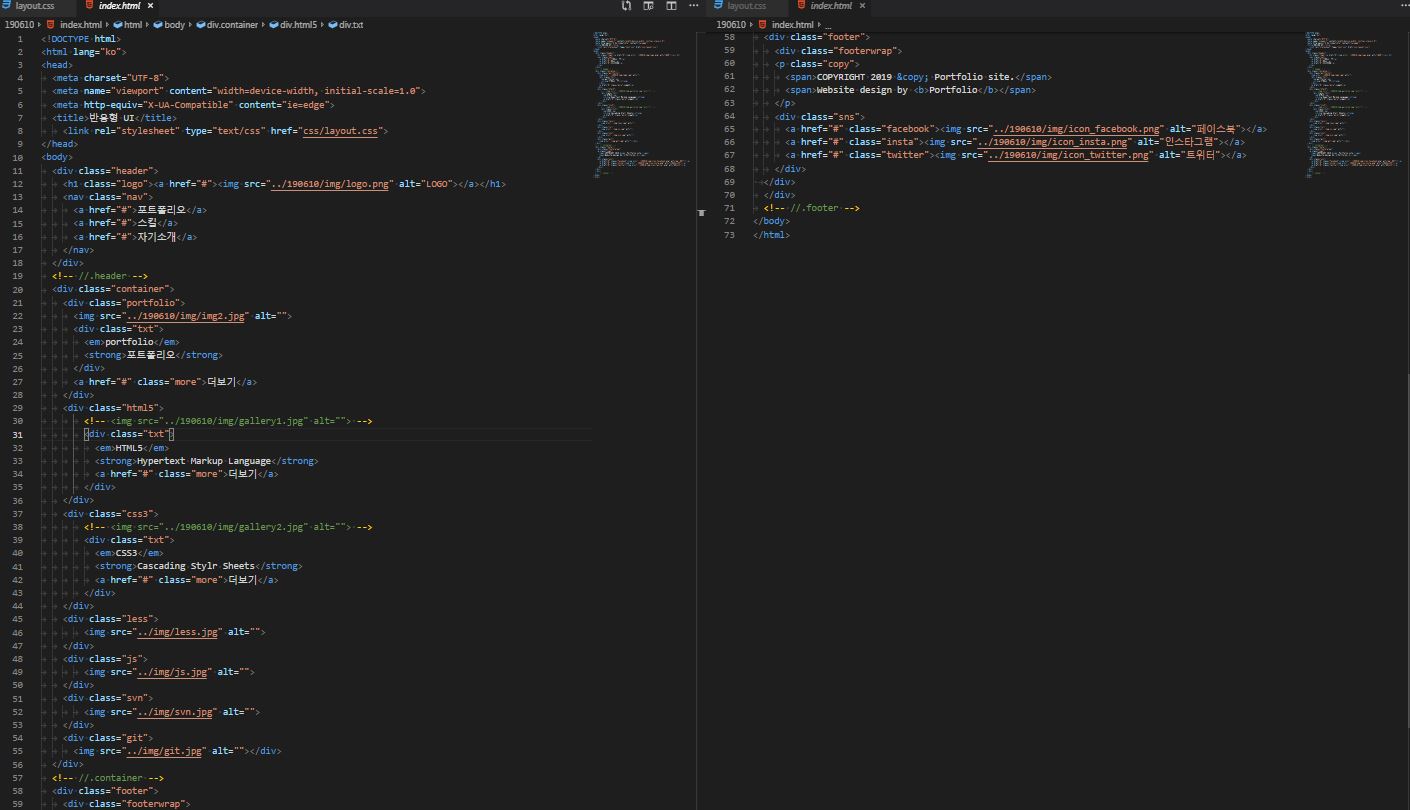 layout.css
index.html ×
layout.css
index.html ×
190610 › index.html › html › body › div.container › div.html5 › div.txt
190610 › index.html › ...
1 <!DOCTYPE html>
2 <html lang="ko">
3 <head>
4 <meta charset="UTF-8">
5 <meta name="viewport" content="width=device-width, initial-scale=1.0">
6 <meta http-equiv="X-UA-Compatible" content="ie=edge">
7 <title>반응형 UI</title>
8 <link rel="stylesheet" type="text/css" href="css/layout.css">
9 </head>
10 <body>
11 <div class="header">
12 <h1 class="logo"><a href="#"><img src="../190610/img/logo.png" alt="LOGO"></a></h1>
13 <nav class="nav">
14 <a href="#">포트폴리오</a>
15 <a href="#">스킬</a>
16 <a href="#">자기소개</a>
17 </nav>
18 </div>
19 <!-- //.header -->
20 <div class="container">
21 <div class="portfolio">
22 <img src="../190610/img/img2.jpg" alt="">
23 <div class="txt">
24 <em>portfolio</em>
25 <strong>포트폴리오</strong>
26 </div>
27 <a href="#" class="more">더보기</a>
28 </div>
29 <div class="html5">
30 <!-- <img src="../190610/img/gallery1.jpg" alt=""> -->
31 <div class="txt">
32 <em>HTML5</em>
33 <strong>Hypertext Markup Language</strong>
34 <a href="#" class="more">더보기</a>
35 </div>
36 </div>
37 <div class="css3">
38 <!-- <img src="../190610/img/gallery2.jpg" alt=""> -->
39 <div class="txt">
40 <em>CSS3</em>
41 <strong>Cascading Stylr Sheets</strong>
42 <a href="#" class="more">더보기</a>
43 </div>
44 </div>
45 <div class="less">
46 <img src="../img/less.jpg" alt="">
47 </div>
48 <div class="js">
49 <img src="../img/js.jpg" alt="">
50 </div>
51 <div class="svn">
52 <img src="../img/svn.jpg" alt="">
53 </div>
54 <div class="git">
55 <img src="../img/git.jpg" alt=""></div>
56 </div>
57 <!-- //.container -->
58 <div class="footer">
59 <div class="footerwrap">
58 <div class="footer">
59 <div class="footerwrap">
60 <p class="copy">
61 <span>COPYRIGHT 2019 &copy; Portfolio site.</span>
62 <span>Website design by <b>Portfolio</b></span>
63 </p>
64 <div class="sns">
65 <a href="#" class="facebook"><img src="../190610/img/icon_facebook.png" alt="페이스북"></a>
66 <a href="#" class="insta"><img src="../190610/img/icon_insta.png" alt="인스타그램"></a>
67 <a href="#" class="twitter"><img src="../190610/img/icon_twitter.png" alt="트위터"></a>
68 </div>
69 </div>
70 </div>
71 <!-- //.footer -->
72 </body>
73 </html>